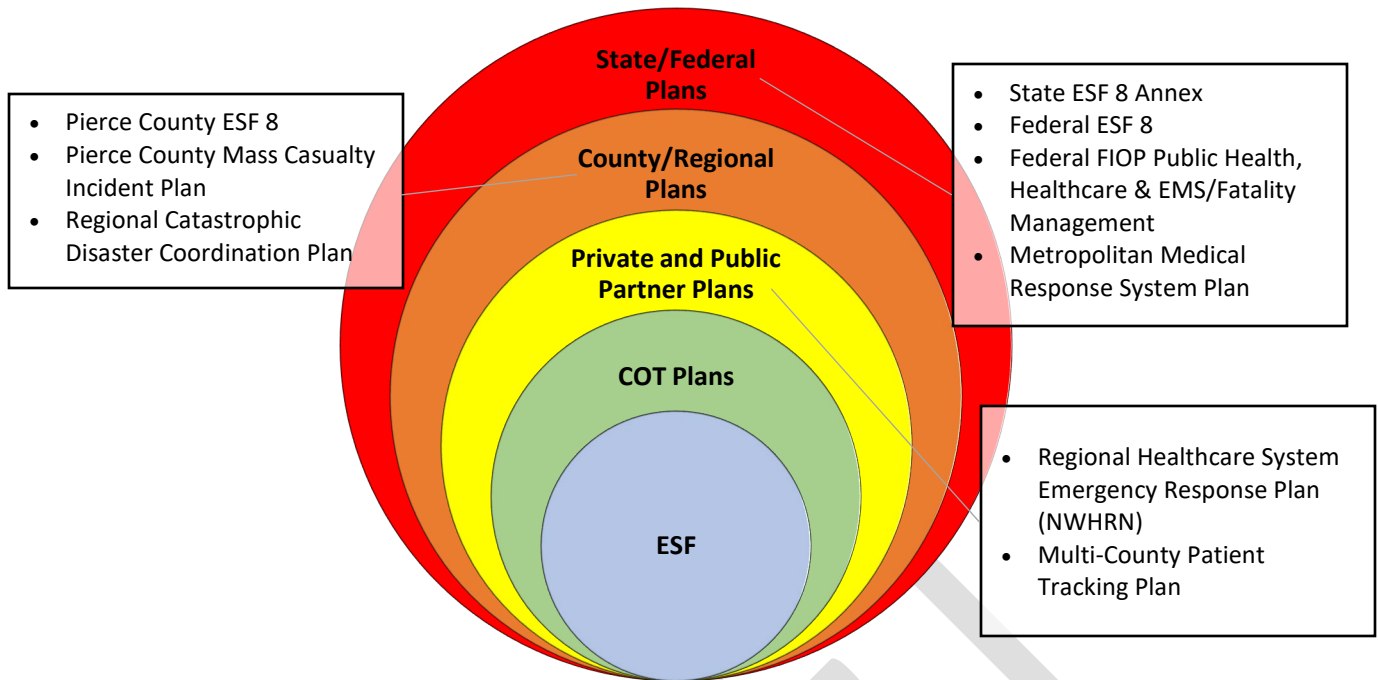 State/Federal
Plans
County/Regional
Plans
Private and Public
Partner Plans
COT Plans
ESF
• Pierce County ESF 8
• Pierce County Mass Casualty
Incident Plan
• Regional Catastrophic
Disaster Coordination Plan
• State ESF 8 Annex
• Federal ESF 8
• Federal FIOP Public Health,
Healthcare & EMS/Fatality
Management
• Metropolitan Medical
Response System Plan
• Regional Healthcare System
Emergency Response Plan
(NWHRN)
• Multi-County Patient
Tracking Plan